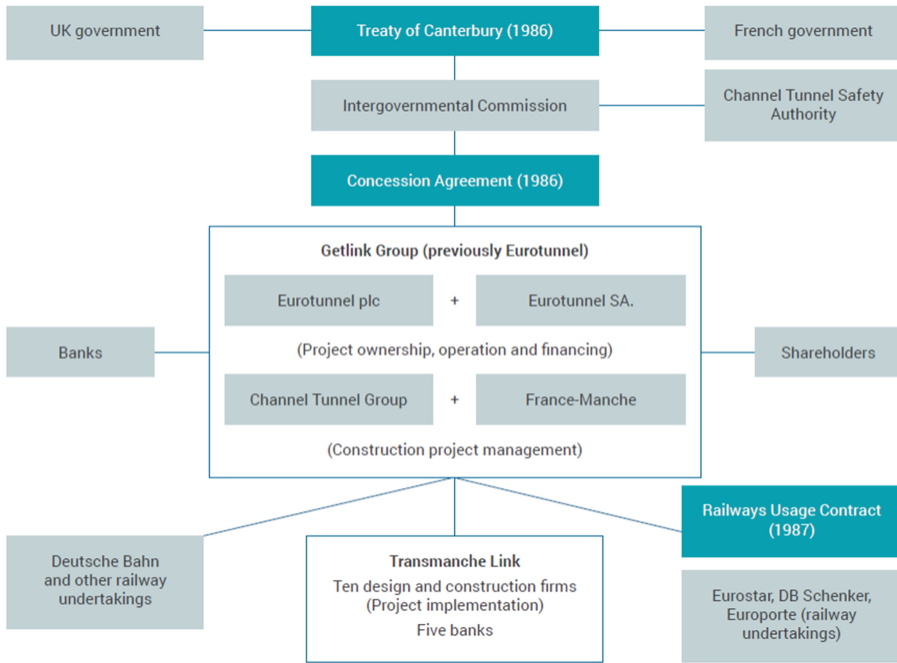 UK government
Treaty of Canterbury (1986)
French government
Intergovernmental Commission
Channel Tunnel Safety
Authority
Concession Agreement (1986)
Getlink Group (previously Eurotunnel)
Eurotunnel plc
+
Eurotunnel SA.
(Project ownership, operation and financing)
Banks
Shareholders
Channel Tunnel Group
+
France-Manche
(Construction project management)
Deutsche Bahn
and other railway
undertakings
Transmanche Link
Ten design and construction firms
(Project implementation)
Five banks
Railways Usage Contract
(1987)
Eurostar, DB Schenker,
Europorte (railway
undertakings)